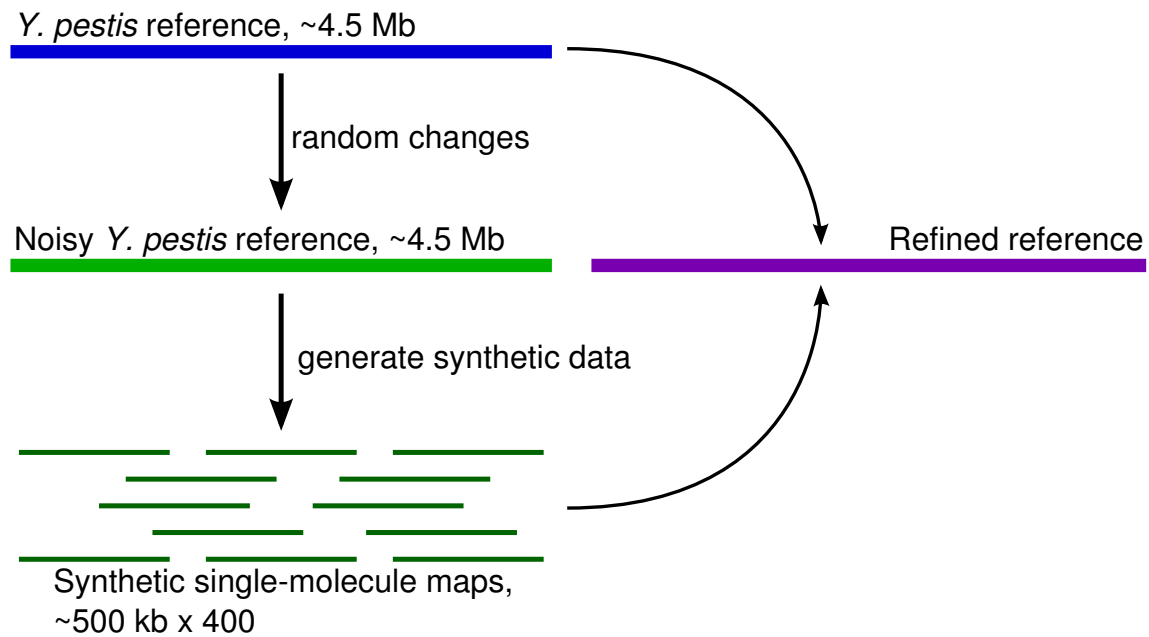 Y. pestis reference, ~4.5 Mb
random changes
Noisy Y. pestis reference, ~4.5 Mb
Refined reference
generate synthetic data
Synthetic single-molecule maps,
~500 kb x 400